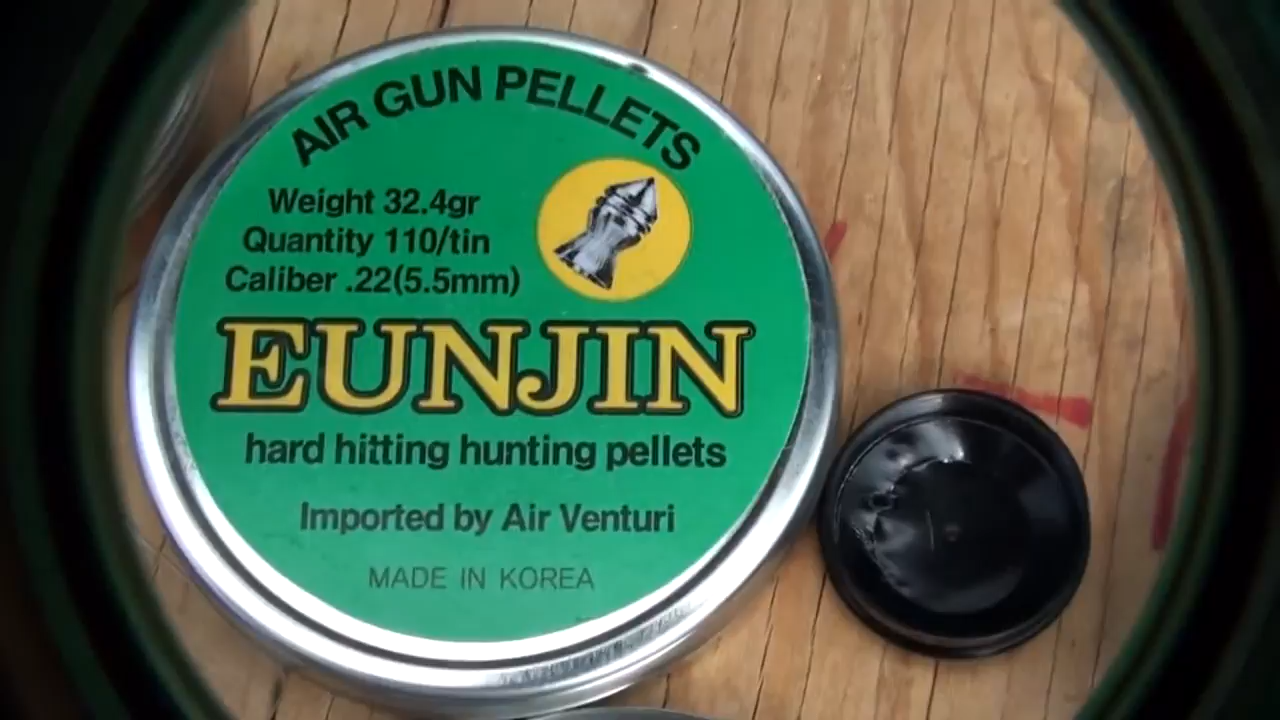 AIR GUN PELLETS
Weight 32.4gr
Quantity 110/tin
Caliber .22(5.5mm)
EUNJIN
hard hitting hunting pellets
Imported by Air Venturi
MADE IN KOREA